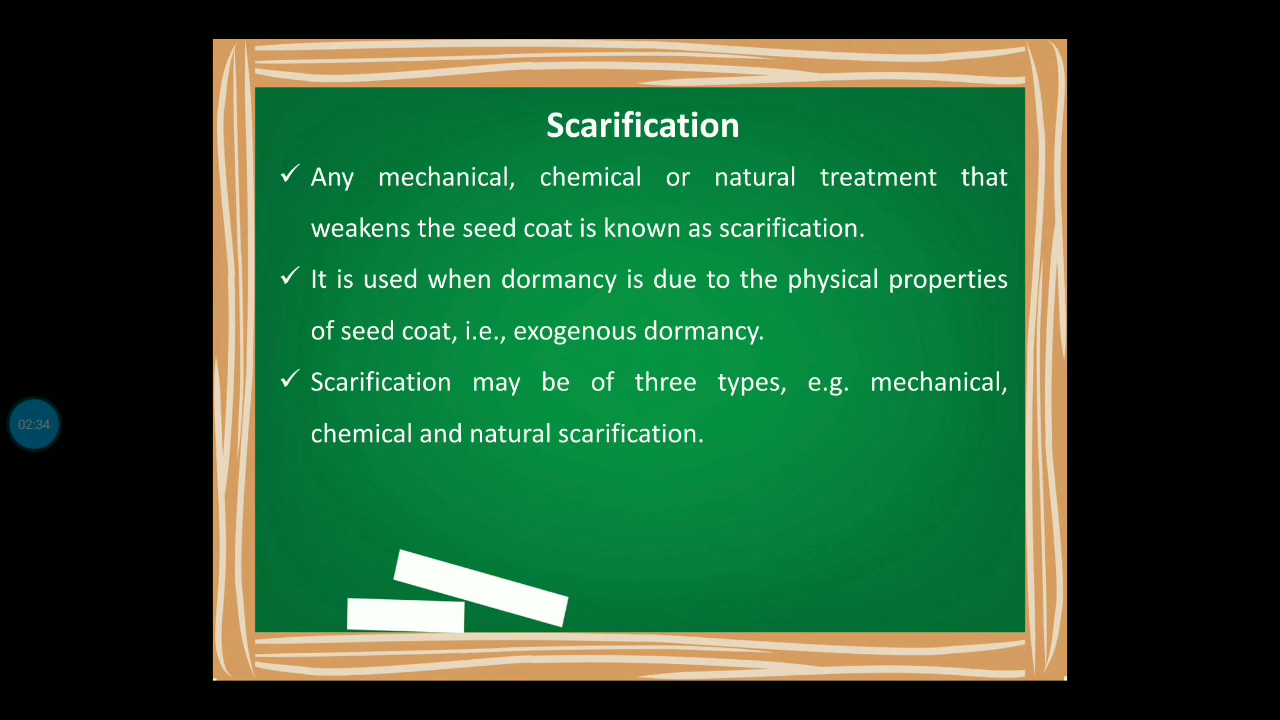 Scarification
✓ Any mechanical, chemical or natural treatment that
weakens the seed coat is known as scarification.
✓ It is used when dormancy is due to the physical properties
of seed coat, i.e., exogenous dormancy.
✓ Scarification may be of three types, e.g. mechanical,
chemical and natural scarification.
02:34